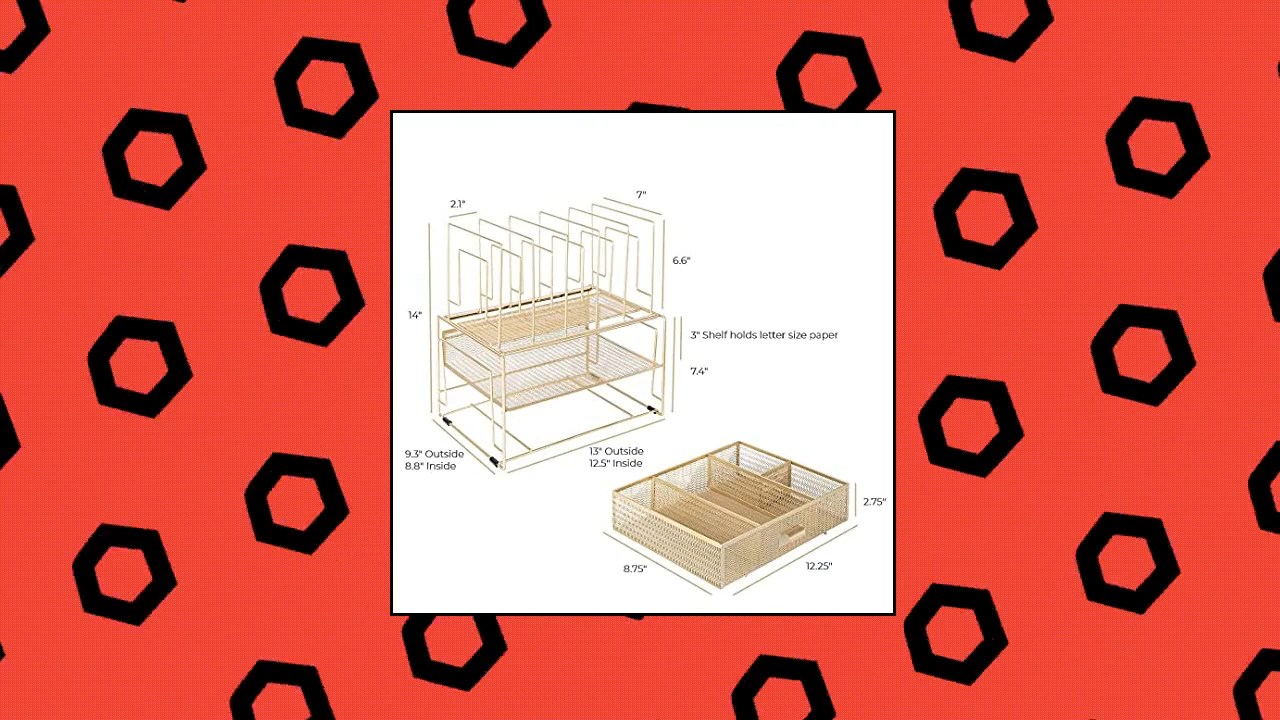 7"
2.1"
6.6"
14"
3" Shelf holds letter size paper
7.4"
9.3" Outside
8.8" Inside
13" Outside
12.5" Inside
2.75"
8.75"
12.25"